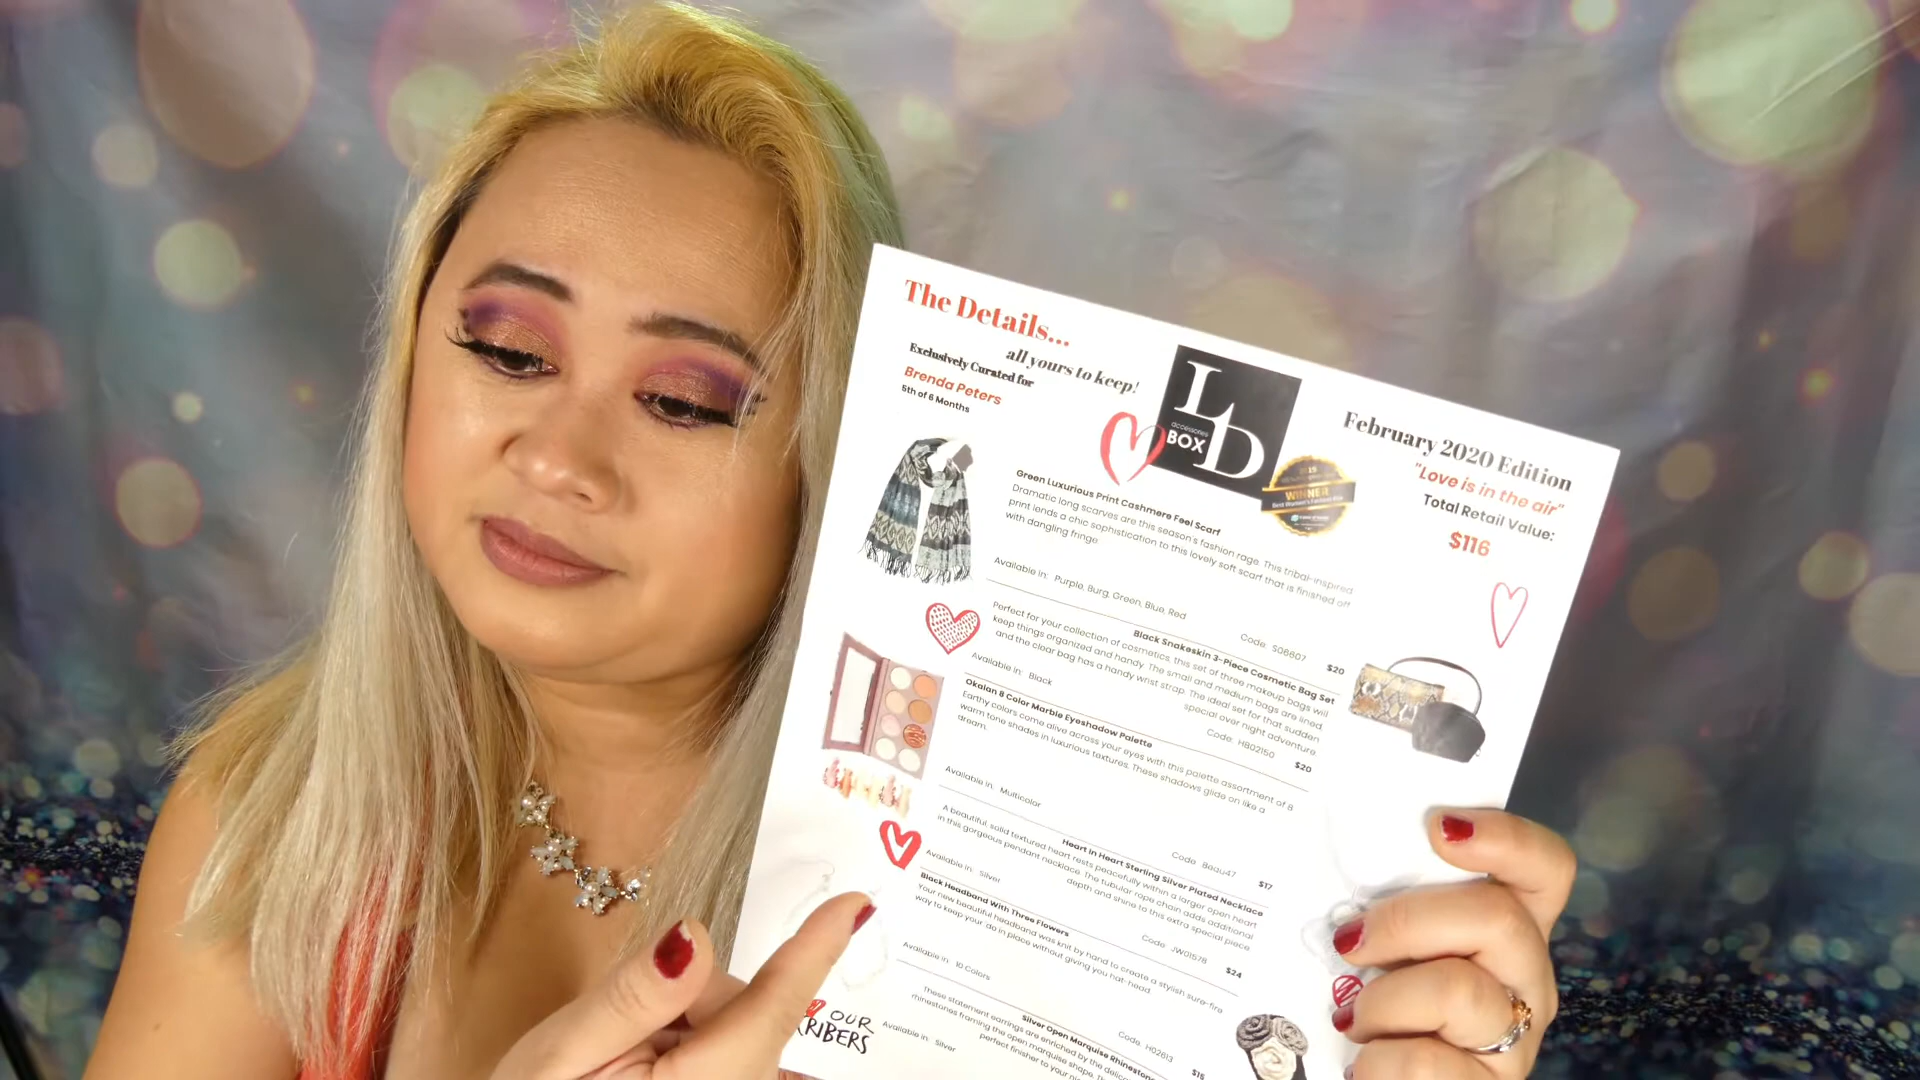 The Details...
all yours to keep!
Exclusively Curated for
Brenda Peters
5th of 6 Months
LD
accessories
BOX
WINNER
February 2020 Edition
"Love is in the air"
Total Retail Value:
$116
Green Luxurious Print Cashmere Feel Scarf
Dramatic long scarves are this season's fashion rage. This tribal-inspired
print lends a chic sophistication to this lovely soft scarf that is finished off
with dangling fringe.
Available in: Purple, Burg, Green, Blue, Red
Code: S06807 $20
Black Snakeskin 3-Piece Cosmetic Bag Set
Perfect for your collection of cosmetics, this set of three makeup bags will
keep things organized and handy. The small and medium bags are lined
and the clear bag has a handy wrist strap. The ideal set for that sudden
special over night adventure
Available in: Black
Code: HB02150 $20
Okalan 8 Color Marble Eyeshadow Palette
Earthy colors come alive across your eyes with this palette assortment of 8
warm tone shades in luxurious textures. These shadows glide on like a
dream.
Available in: Multicolor
Code: Beau47 $17
Heart In Heart Sterling Silver Plated Necklace
A beautiful, solid textured heart rests peacefully within a larger open heart
in this gorgeous pendant necklace. The tubular rope chain adds additional
depth and shine to this extra special piece
Available in: Silver
Code: JW01578 $24
Black Headband With Three Flowers
Your new beautiful headband was knit by hand to create a stylish sure-fire
way to keep your do in place without giving you hat-head.
Available in: 10 Colors
Code: H02613 $15
Silver Open Marquise Rhinestone
These statement earrings are enriched by the
rhinestones framing the open marquise shape.
perfect finisher to your
Available in: Silver
OUR